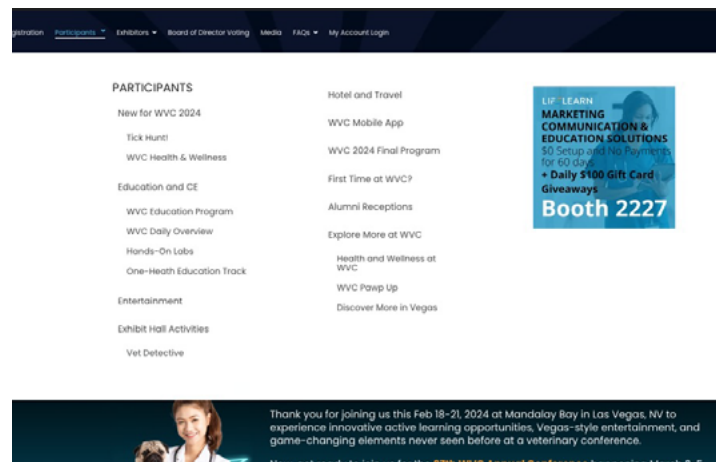 Participants
Exhibitors
Board of Director Voting
Media
FAQs
My Account Login
PARTICIPANTS
New for WVC 2024
Tick Hunt!
WVC Health & Wellness
Education and CE
WVC Education Program
WVC Daily Overview
Hands-On Labs
One-Heath Education Track
Entertainment
Exhibit Hall Activities
Vet Detective
Hotel and Travel
WVC Mobile App
WVC 2024 Final Program
First Time at WVC?
Alumni Receptions
Explore More at WVC
Health and Wellness at
WVC
WVC Pawp Up
Discover More in Vegas
LEARN
MARKETING
COMMUNICATION &
EDUCATION SOLUTIONS
$0 Setup and No Payments
for 60 days
+ Daily $100 Gift Card
Giveaways
Booth 2227
Thank you for joining us this Feb 18-21, 2024 at Mandalay Bay in Las Vegas, NV to
experience innovative active learning opportunities, Vegas-style entertainment, and
game-changing elements never seen before at a veterinary conference.